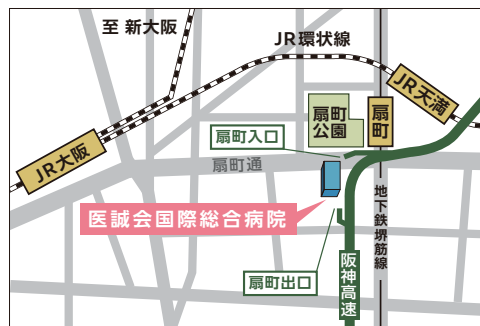 至 新大阪
JR環状線
JR天満
扇町
公園
扇町
扇町入口
JR大阪
扇町通
医誠会国際総合病院
地下鉄堺筋線
扇町出口
阪神高速